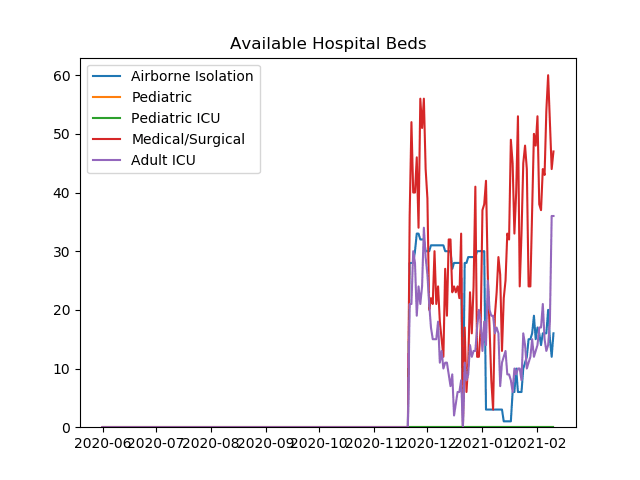 Available Hospital Beds
Airborne Isolation
Pediatric
Pediatric ICU
Medical/Surgical
Adult ICU
60
50
40
30
20
10
0
2020-06 2020-07 2020-08 2020-09 2020-10 2020-11 2020-12 2021-01 2021-02